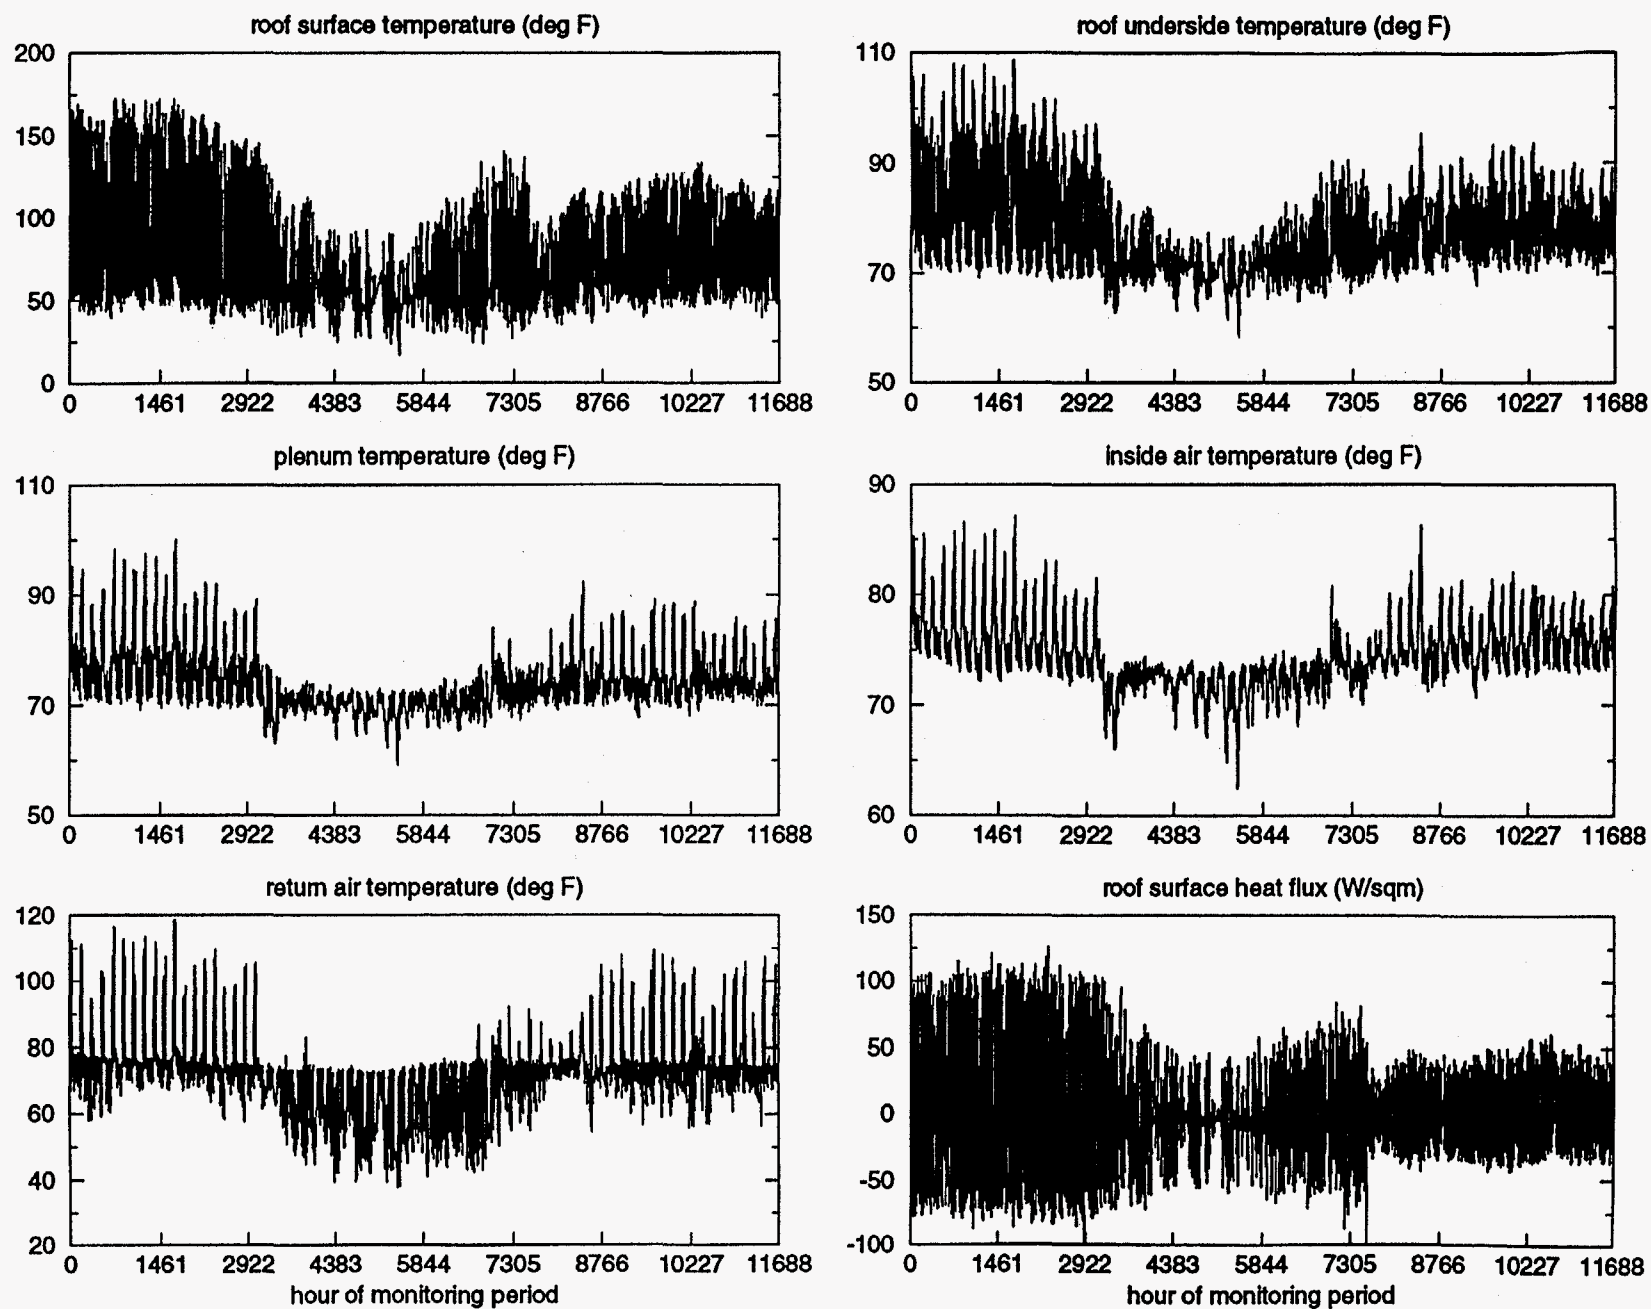 roof surface temperature (deg F)
200
150
100
50
0
0 1461 2922 4383 5844 7305 8766 10227 11688
roof underside temperature (deg F)
110
90
70
50
0 1461 2922 4383 5844 7305 8766 10227 11688
plenum temperature (deg F)
110
90
70
50
0 1461 2922 4383 5844 7305 8766 10227 11688
inside air temperature (deg F)
90
80
70
60
0 1461 2922 4383 5844 7305 8766 10227 11688
return air temperature (deg F)
120
100
80
60
40
20
0 1461 2922 4383 5844 7305 8766 10227 11688
hour of monitoring period
roof surface heat flux (W/sqm)
150
100
50
0
-50
-100
0 1461 2922 4383 5844 7305 8766 10227 11688
hour of monitoring period